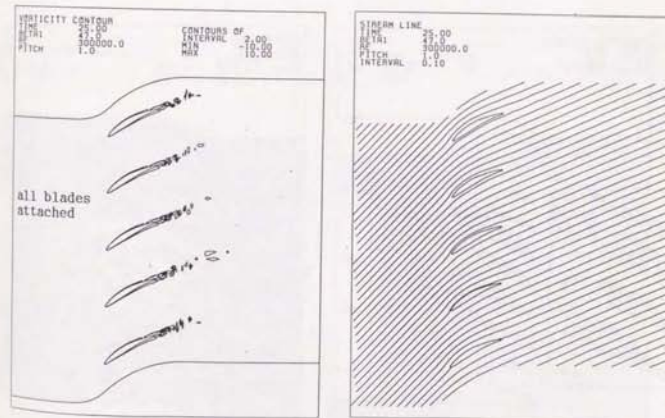 VORTICITY CONTOUR
TIME 25.00
BETA1 47.0
RE 300000.0
PITCH 1.0
CONTOURS OF
INTERVAL 2.00
MIN -10.00
MAX 10.00
all blades
attached
STREAM LINE
TIME 25.00
BETA1 47.0
RE 300000.0
PITCH 1.0
INTERVAL 0.10